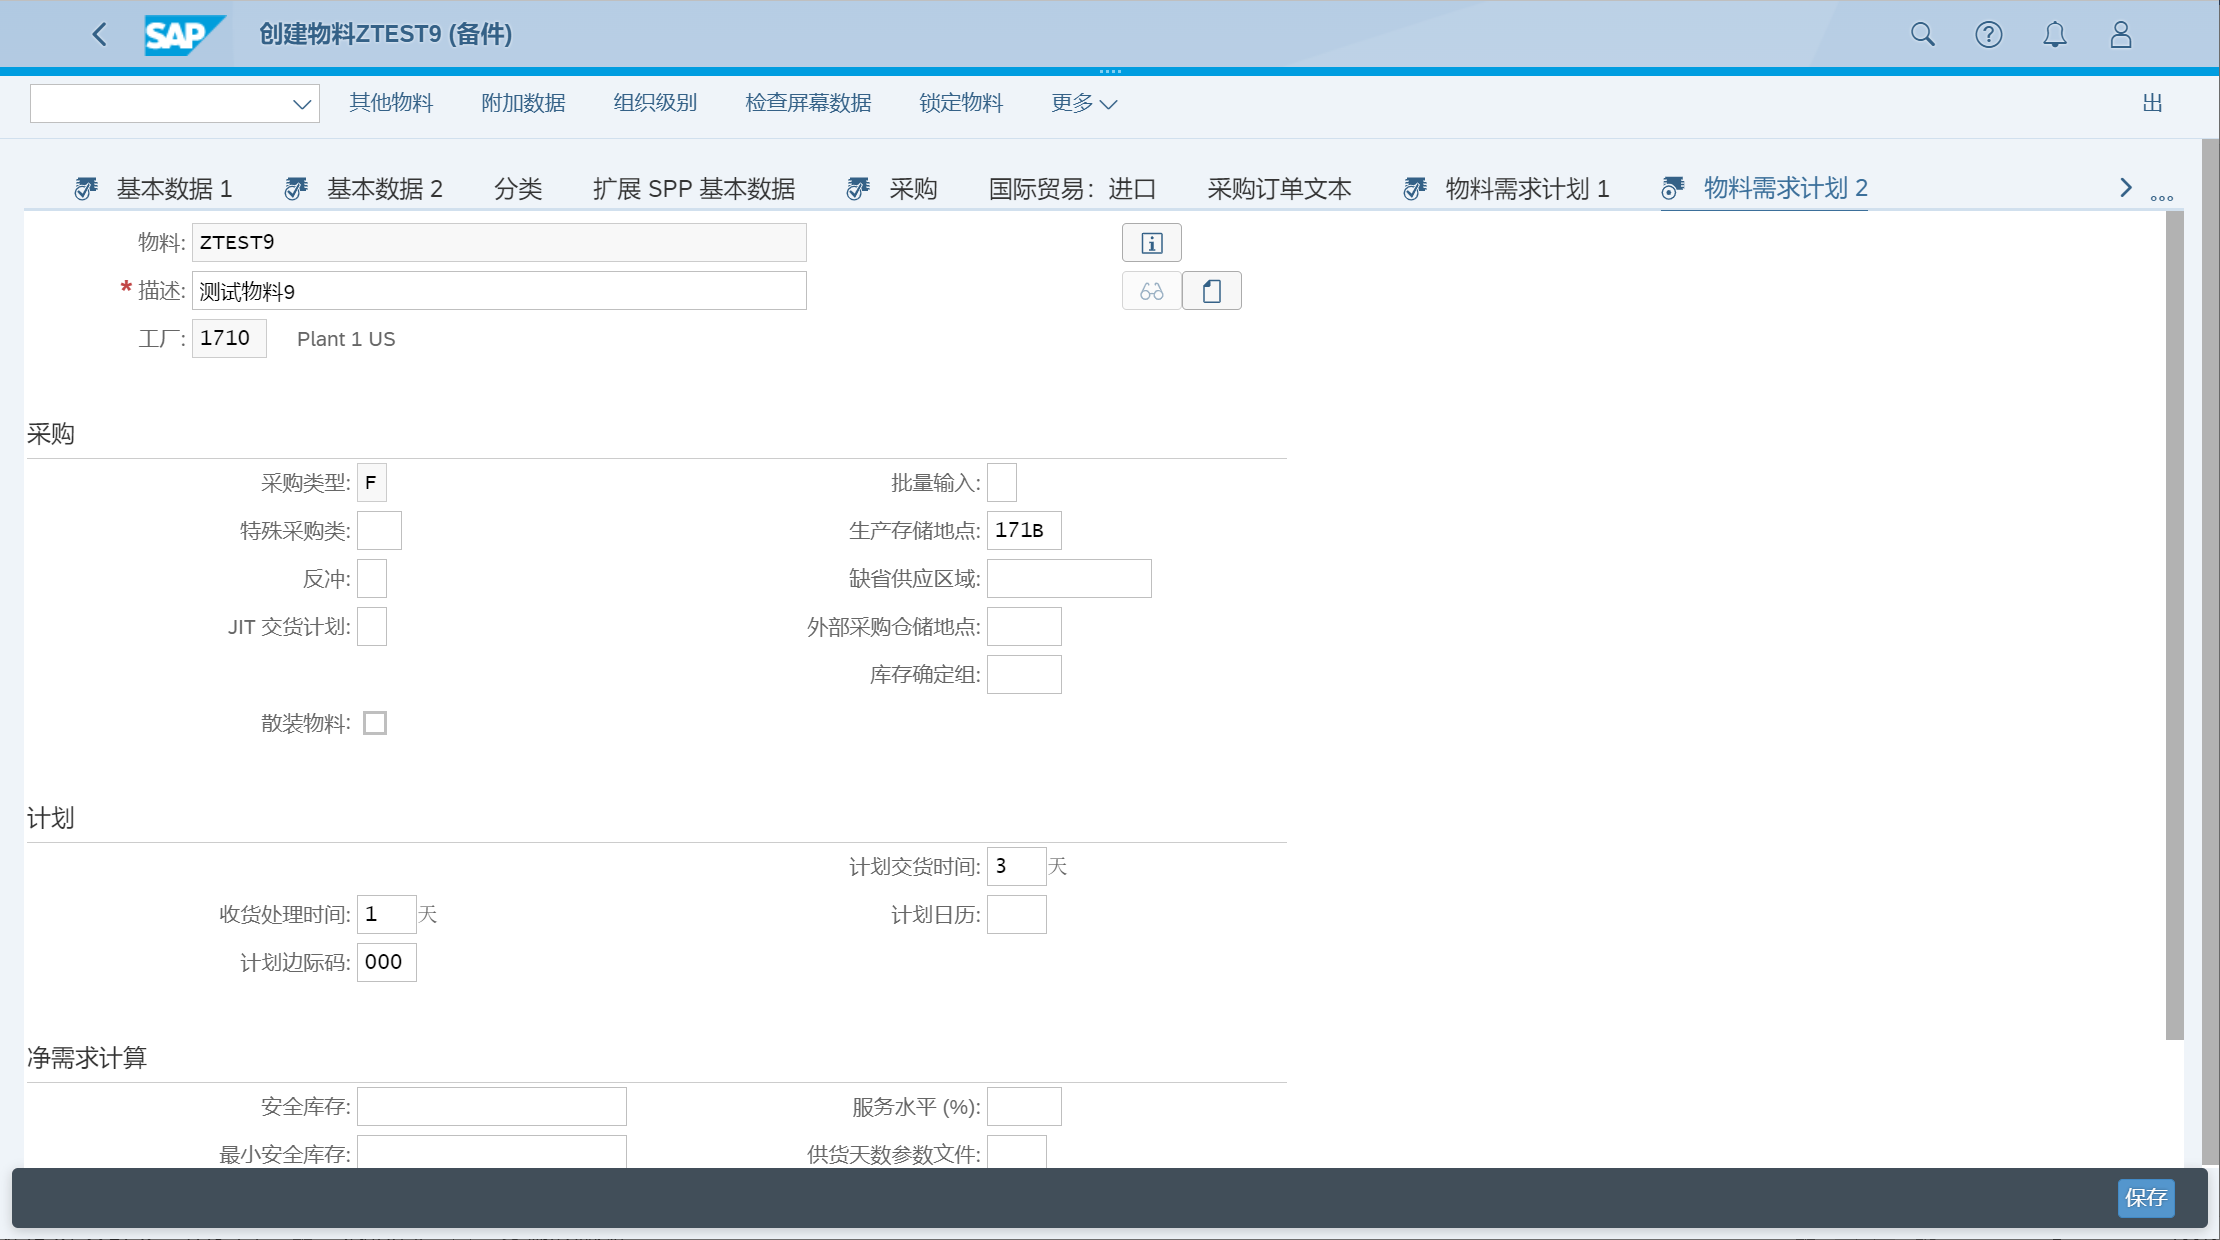 SAP 创建物料ZTEST9 (备件)
其他物料 附加数据 组织级别 检查屏幕数据 锁定物料 更多 出
基本数据 1 基本数据 2 分类 扩展 SPP 基本数据 采购 国际贸易：进口 采购订单文本 物料需求计划 1 物料需求计划 2
物料: ZTEST9
* 描述: 测试物料9
工厂: 1710 Plant 1 US
采购
采购类型: F 批量输入:
特殊采购类: 生产存储地点: 171B
反冲: 缺省供应区域:
JIT 交货计划: 外部采购仓储地点:
库存确定组:
散装物料:
计划
计划交货时间: 3 天
收货处理时间: 1 天 计划日历:
计划边际码: 000
净需求计算
安全库存: 服务水平 (%):
最小安全库存: 供货天数参数文件:
保存